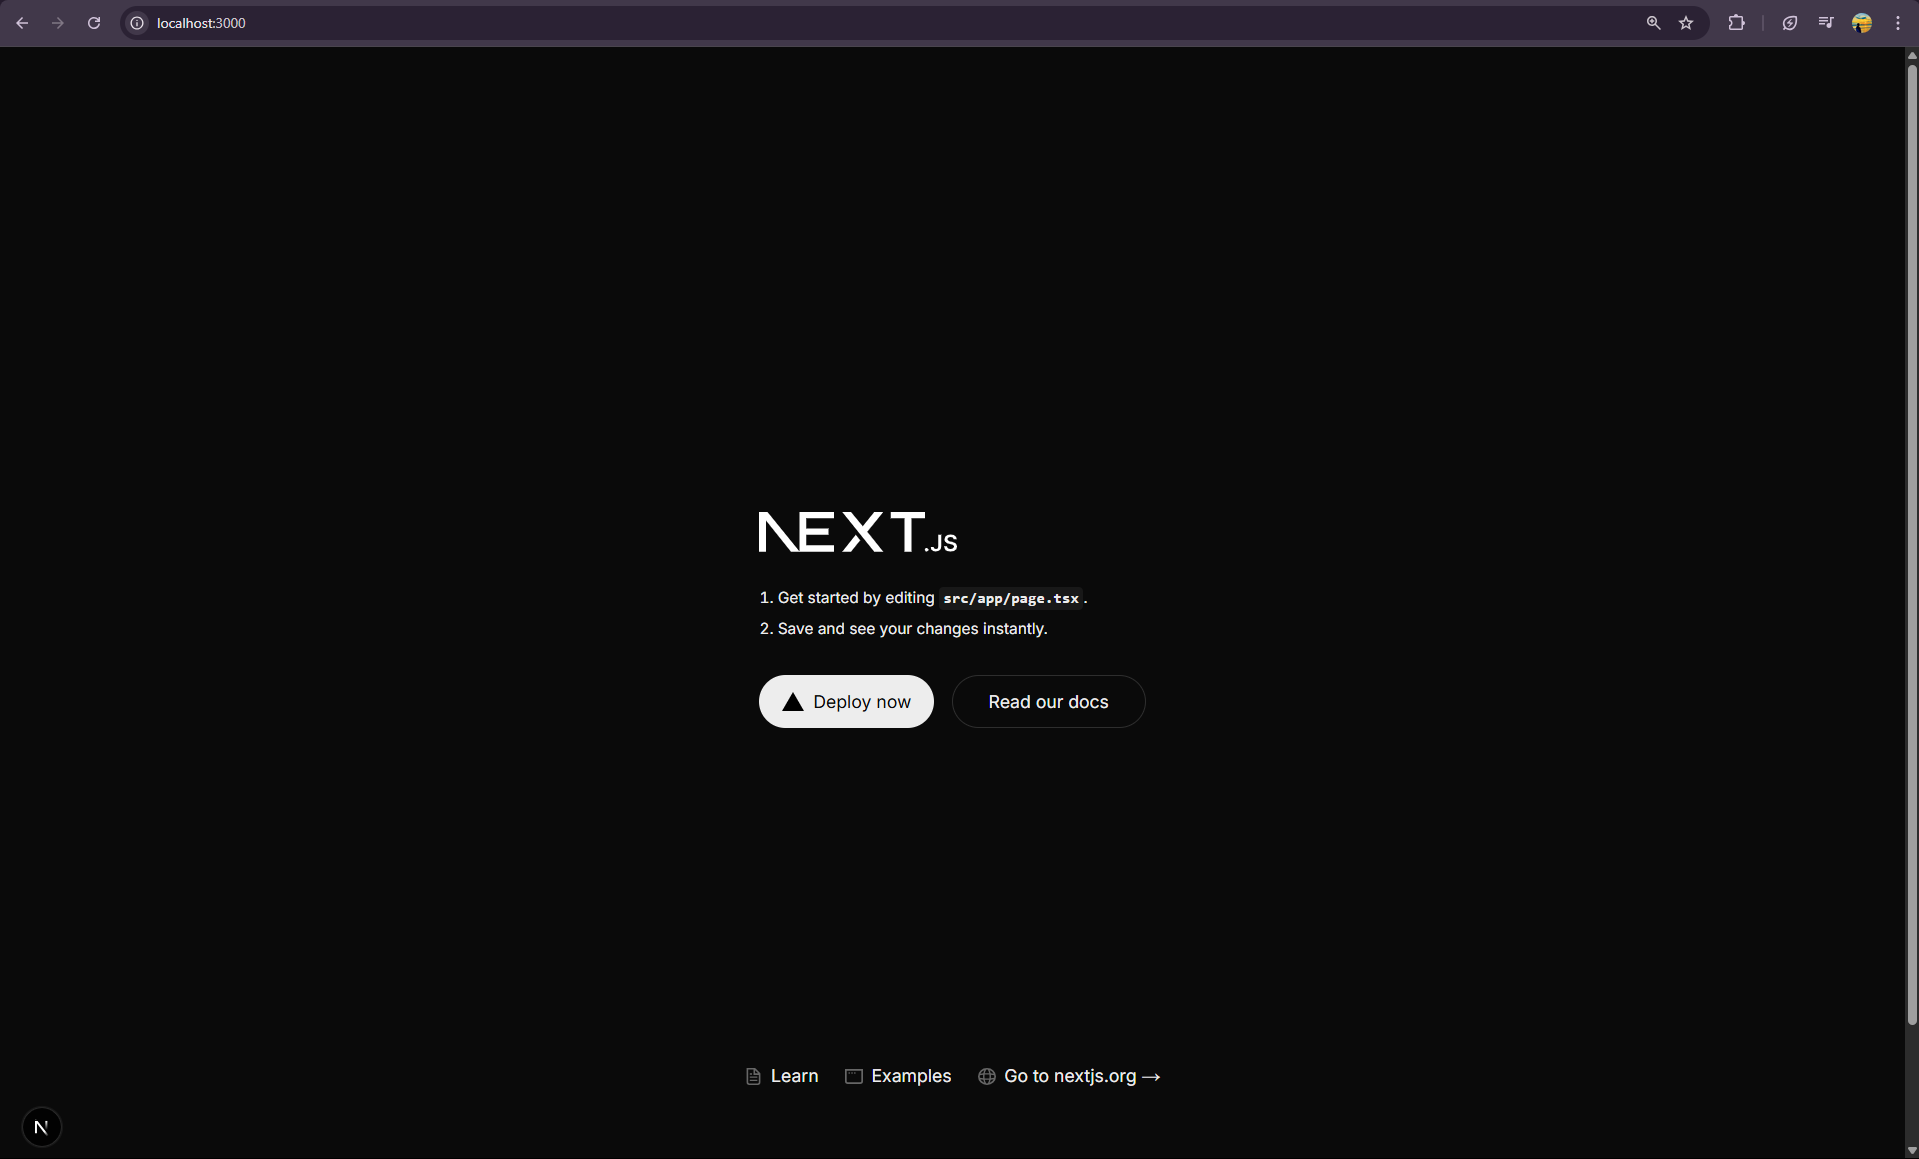 localhost:3000
NEXT.JS
1. Get started by editing src/app/page.tsx.
2. Save and see your changes instantly.
Deploy now
Read our docs
Learn
Examples
Go to nextjs.org →
N